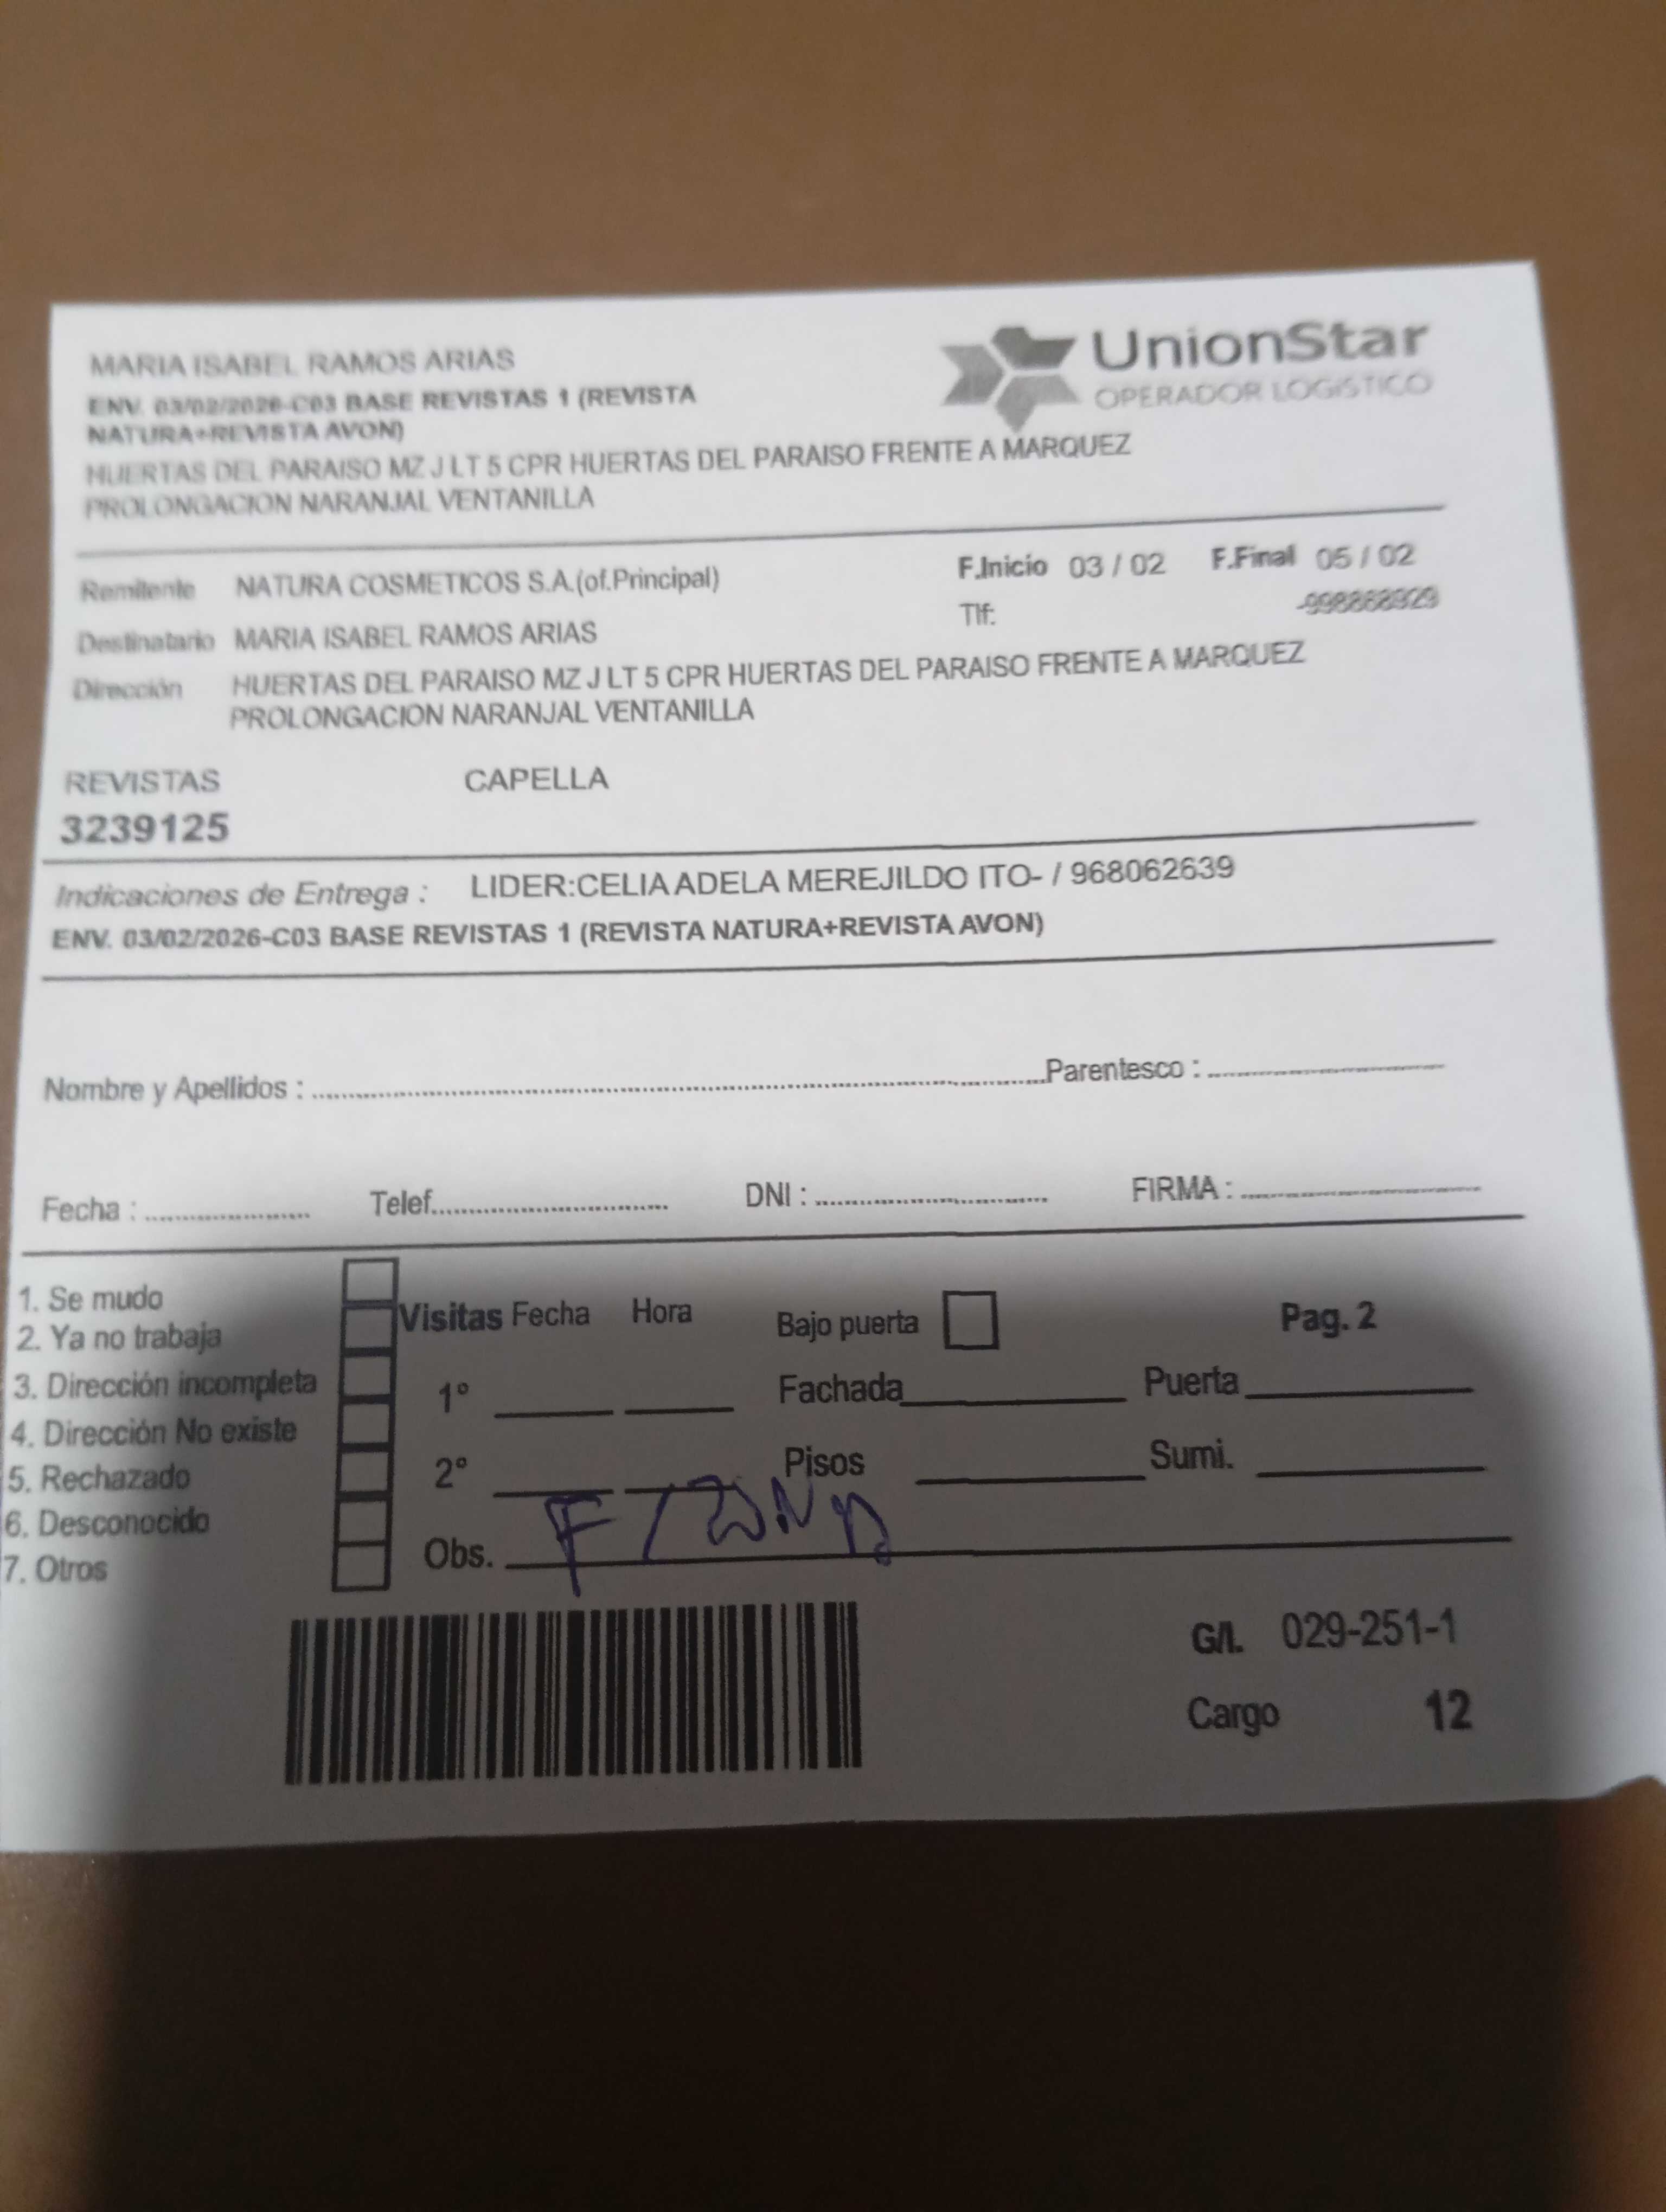 MARIA ISABEL RAMOS ARIAS
ENV. 03/02/2026-C03 BASE REVISTAS 1 (REVISTA
NATURA+REVISTA AVON)
HUERTAS DEL PARAISO MZ J LT 5 CPR HUERTAS DEL PARAISO FRENTE A MARQUEZ
PROLONGACION NARANJAL VENTANILLA
UnionStar
OPERADOR LOGÍSTICO
Remitente NATURA COSMETICOS S.A.(of.Principal)
F.Inicio 03 / 02 F.Final 05 / 02
Tlf: -998868929
Destinatario MARIA ISABEL RAMOS ARIAS
Dirección HUERTAS DEL PARAISO MZ J LT 5 CPR HUERTAS DEL PARAISO FRENTE A MARQUEZ
PROLONGACION NARANJAL VENTANILLA
REVISTAS CAPELLA
3239125
Indicaciones de Entrega : LIDER:CELIA ADELA MEREJILDO ITO- / 968062639
ENV. 03/02/2026-C03 BASE REVISTAS 1 (REVISTA NATURA+REVISTA AVON)
Nombre y Apellidos : Parentesco :
Fecha : Telef. DNI : FIRMA :
1. Se mudo
2. Ya no trabaja
3. Dirección incompleta
4. Dirección No existe
5. Rechazado
6. Desconocido
7. Otros
Visitas Fecha Hora
1º
2º
Obs.
Bajo puerta Pag. 2
Fachada Puerta
Pisos Sumi.
G/I. 029-251-1
Cargo 12